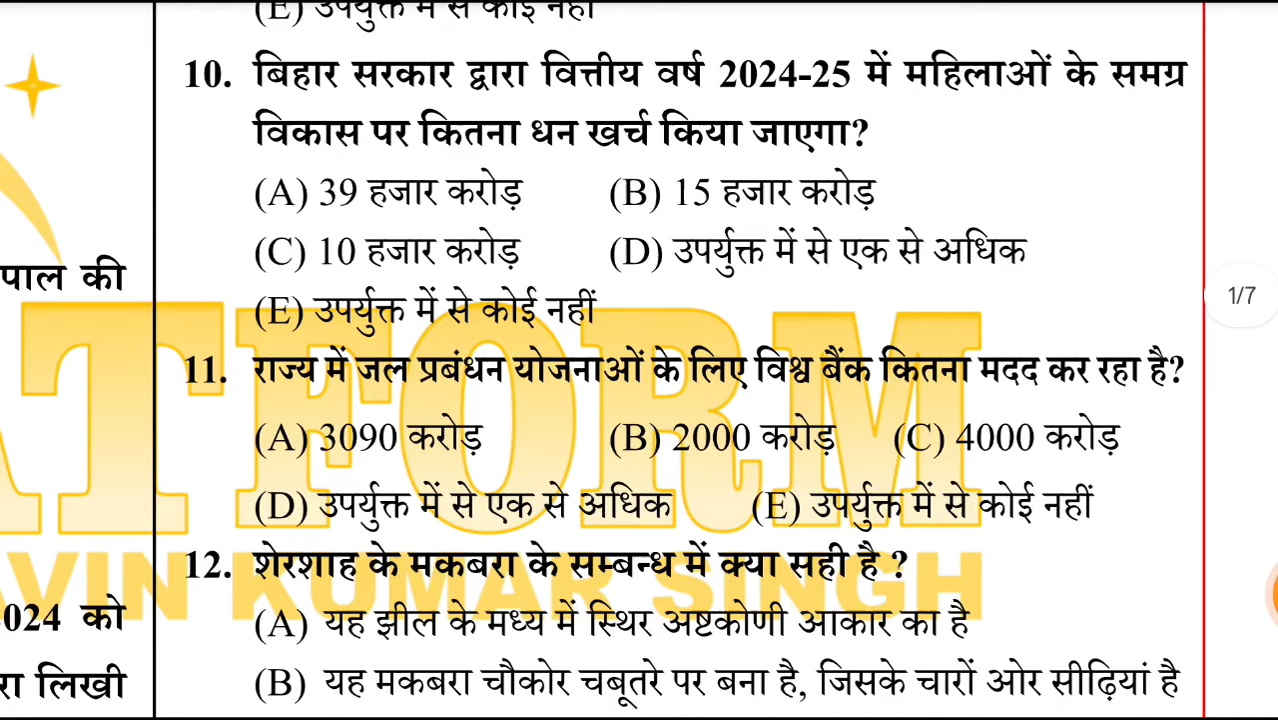 (E) उपर्युक्त में से कोई नहीं
10. बिहार सरकार द्वारा वित्तीय वर्ष 2024-25 में महिलाओं के समग्र
विकास पर कितना धन खर्च किया जाएगा?
(A) 39 हजार करोड़ (B) 15 हजार करोड़
(C) 10 हजार करोड़ (D) उपर्युक्त में से एक से अधिक
(E) उपर्युक्त में से कोई नहीं
11. राज्य में जल प्रबंधन योजनाओं के लिए विश्व बैंक कितना मदद कर रहा है?
(A) 3090 करोड़ (B) 2000 करोड़ (C) 4000 करोड़
(D) उपर्युक्त में से एक से अधिक (E) उपर्युक्त में से कोई नहीं
12. शेरशाह के मकबरा के सम्बन्ध में क्या सही है ?
(A) यह झील के मध्य में स्थिर अष्टकोणी आकार का है
(B) यह मकबरा चौकोर चबूतरे पर बना है, जिसके चारों ओर सीढ़ियां है
पाल की
024 को
रा लिखी
1/7
ATFORM
AVIN KUMAR SINGH